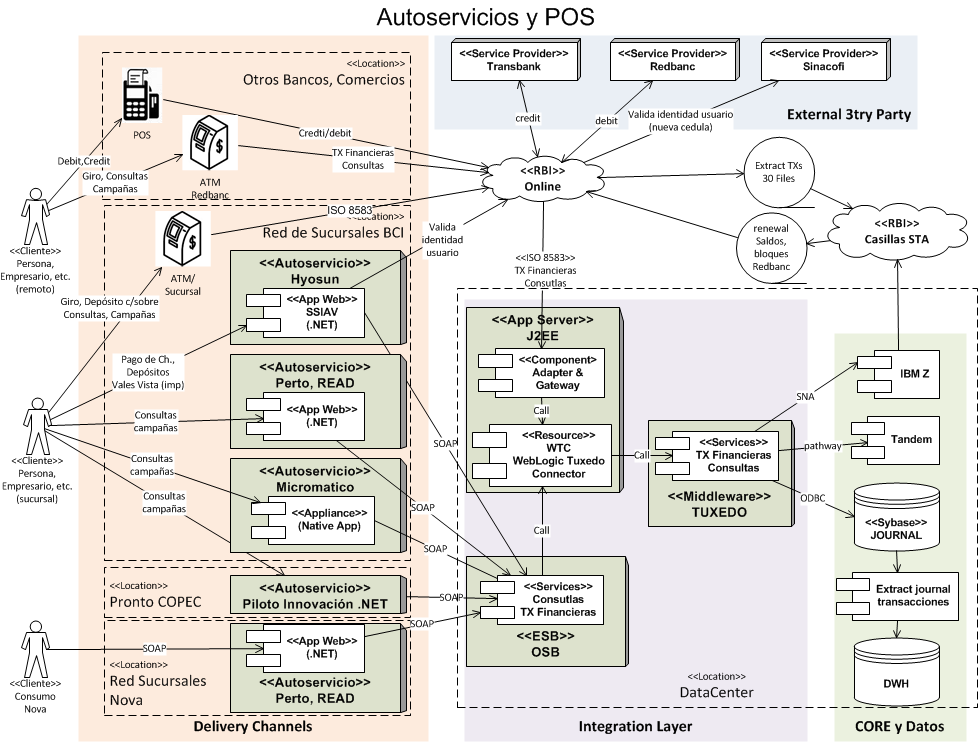 Autoservicios y POS
<<Location>>
Otros Bancos, Comercios
POS
ATM
Redbanc
Debit,Credit
Giro, Consultas
Campañas
Credti/debit
TX Financieras
Consultas
<<Cliente>>
Persona,
Empresario, etc.
(remoto)
<<Service Provider>>
Transbank
<<Service Provider>>
Redbanc
<<Service Provider>>
Sinacofi
External 3try Party
credit
debit
Valida identidad usuario
(nueva cedula)
<<RBI>>
Online
Extract TXs
30 Files
renewal
Saldos,
bloques
Redbanc
<<RBI>>
Casillas STA
ISO 8583
<<Location>>
Red de Sucursales BCI
ATM/
Sucursal
Giro, Depósito c/sobre
Consultas, Campañas
Valida
identidad
usuario
<<Autoservicio>>
Hyosun
<<App Web>>
SSIAV
(.NET)
Pago de Ch.,
Depósitos
Vales Vista (imp)
<<Autoservicio>>
Perto, READ
<<App Web>>
(.NET)
Consultas
campañas
<<Cliente>>
Persona,
Empresario, etc.
(sucursal)
Consultas
campañas
Consultas
campañas
<<Autoservicio>>
Micromatico
<<Appliance>>
(Native App)
<<Location>>
Pronto COPEC
<<Autoservicio>>
Piloto Innovación .NET
<<Cliente>>
Consumo
Nova
SOAP
<<App Web>>
(.NET)
<<Autoservicio>>
Perto, READ
<<Location>>
Red Sucursales
Nova
Delivery Channels
SOAP
SOAP
SOAP
SOAP
SOAP
<<ISO 8583>>
TX Financieras
Consutlas
<<App Server>>
J2EE
<<Component>
Adapter &
Gateway
Call
<<Resource>>
WTC
WebLogic Tuxedo
Connector
Call
Call
<<Services>>
TX Financieras
Consultas
<<Middleware>>
TUXEDO
<<Services>>
Consutlas
TX Financieras
<<ESB>>
OSB
<<Location>>
DataCenter
Integration Layer
SNA
pathway
ODBC
IBM Z
Tandem
<<Sybase>>
JOURNAL
Extract journal
transacciones
DWH
CORE y Datos